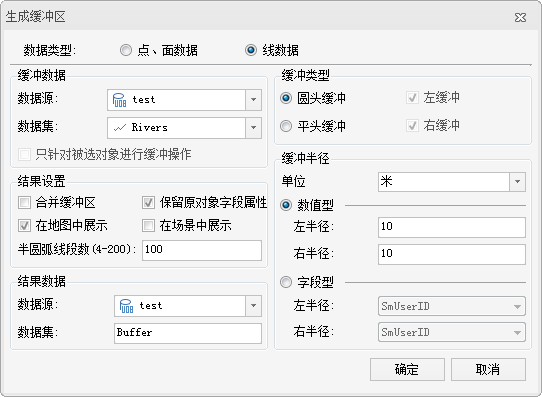 生成缓冲区
数据类型: 点、面数据 线数据
缓冲数据
数据源: test
数据集: Rivers
只针对被选对象进行缓冲操作
结果设置
合并缓冲区 保留原对象字段属性
在地图中展示 在场景中展示
半圆弧线段数(4-200): 100
结果数据
数据源: test
数据集: Buffer
缓冲类型
圆头缓冲 左缓冲
平头缓冲 右缓冲
缓冲半径
单位 米
数值型
左半径: 10
右半径: 10
字段型
左半径: SmUserID
右半径: SmUserID
确定 取消